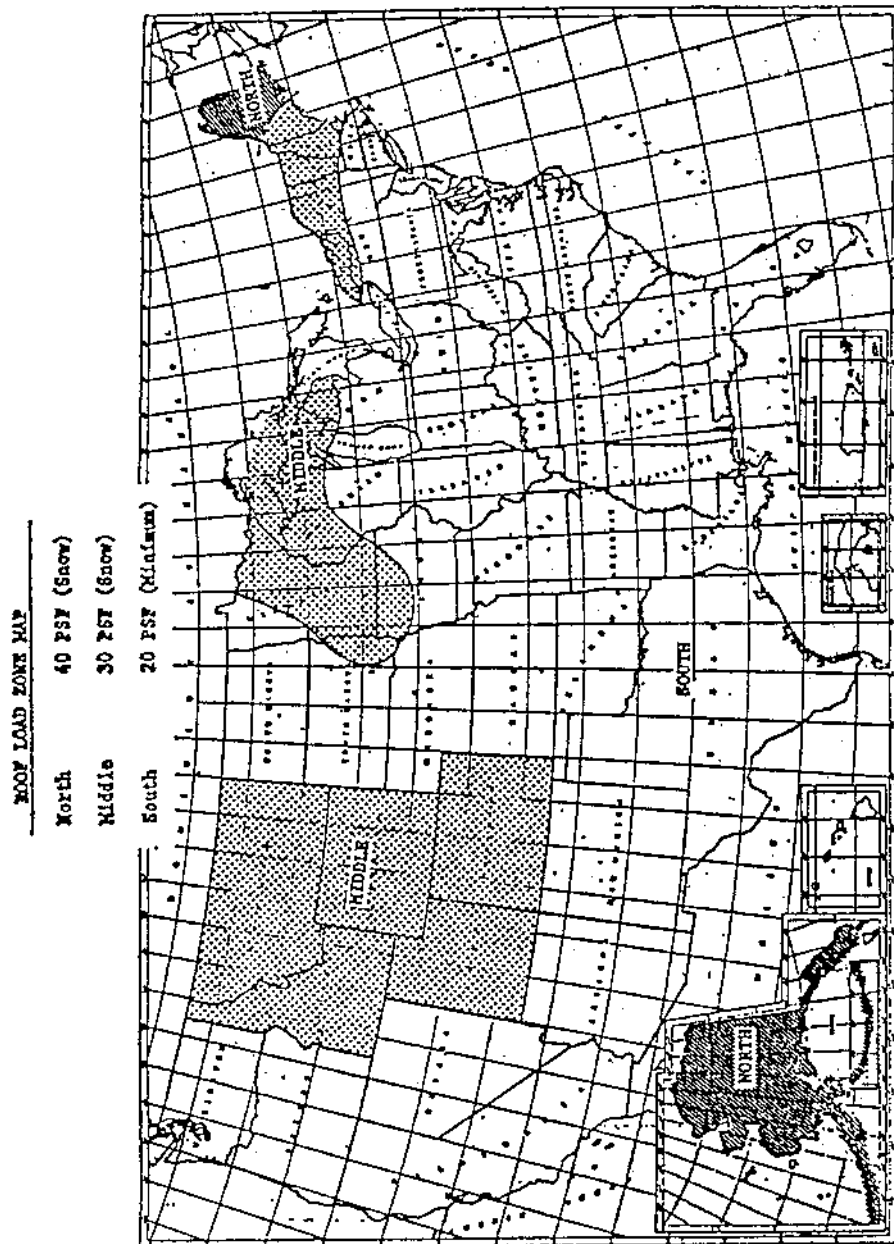 ROOF LOAD ZONE MAP
North 40 PSF (Snow)
Middle 30 PSF (Snow)
South 20 PSF (Minimum)
NORTH
MIDDLE
MIDDLE
SOUTH
NORTH